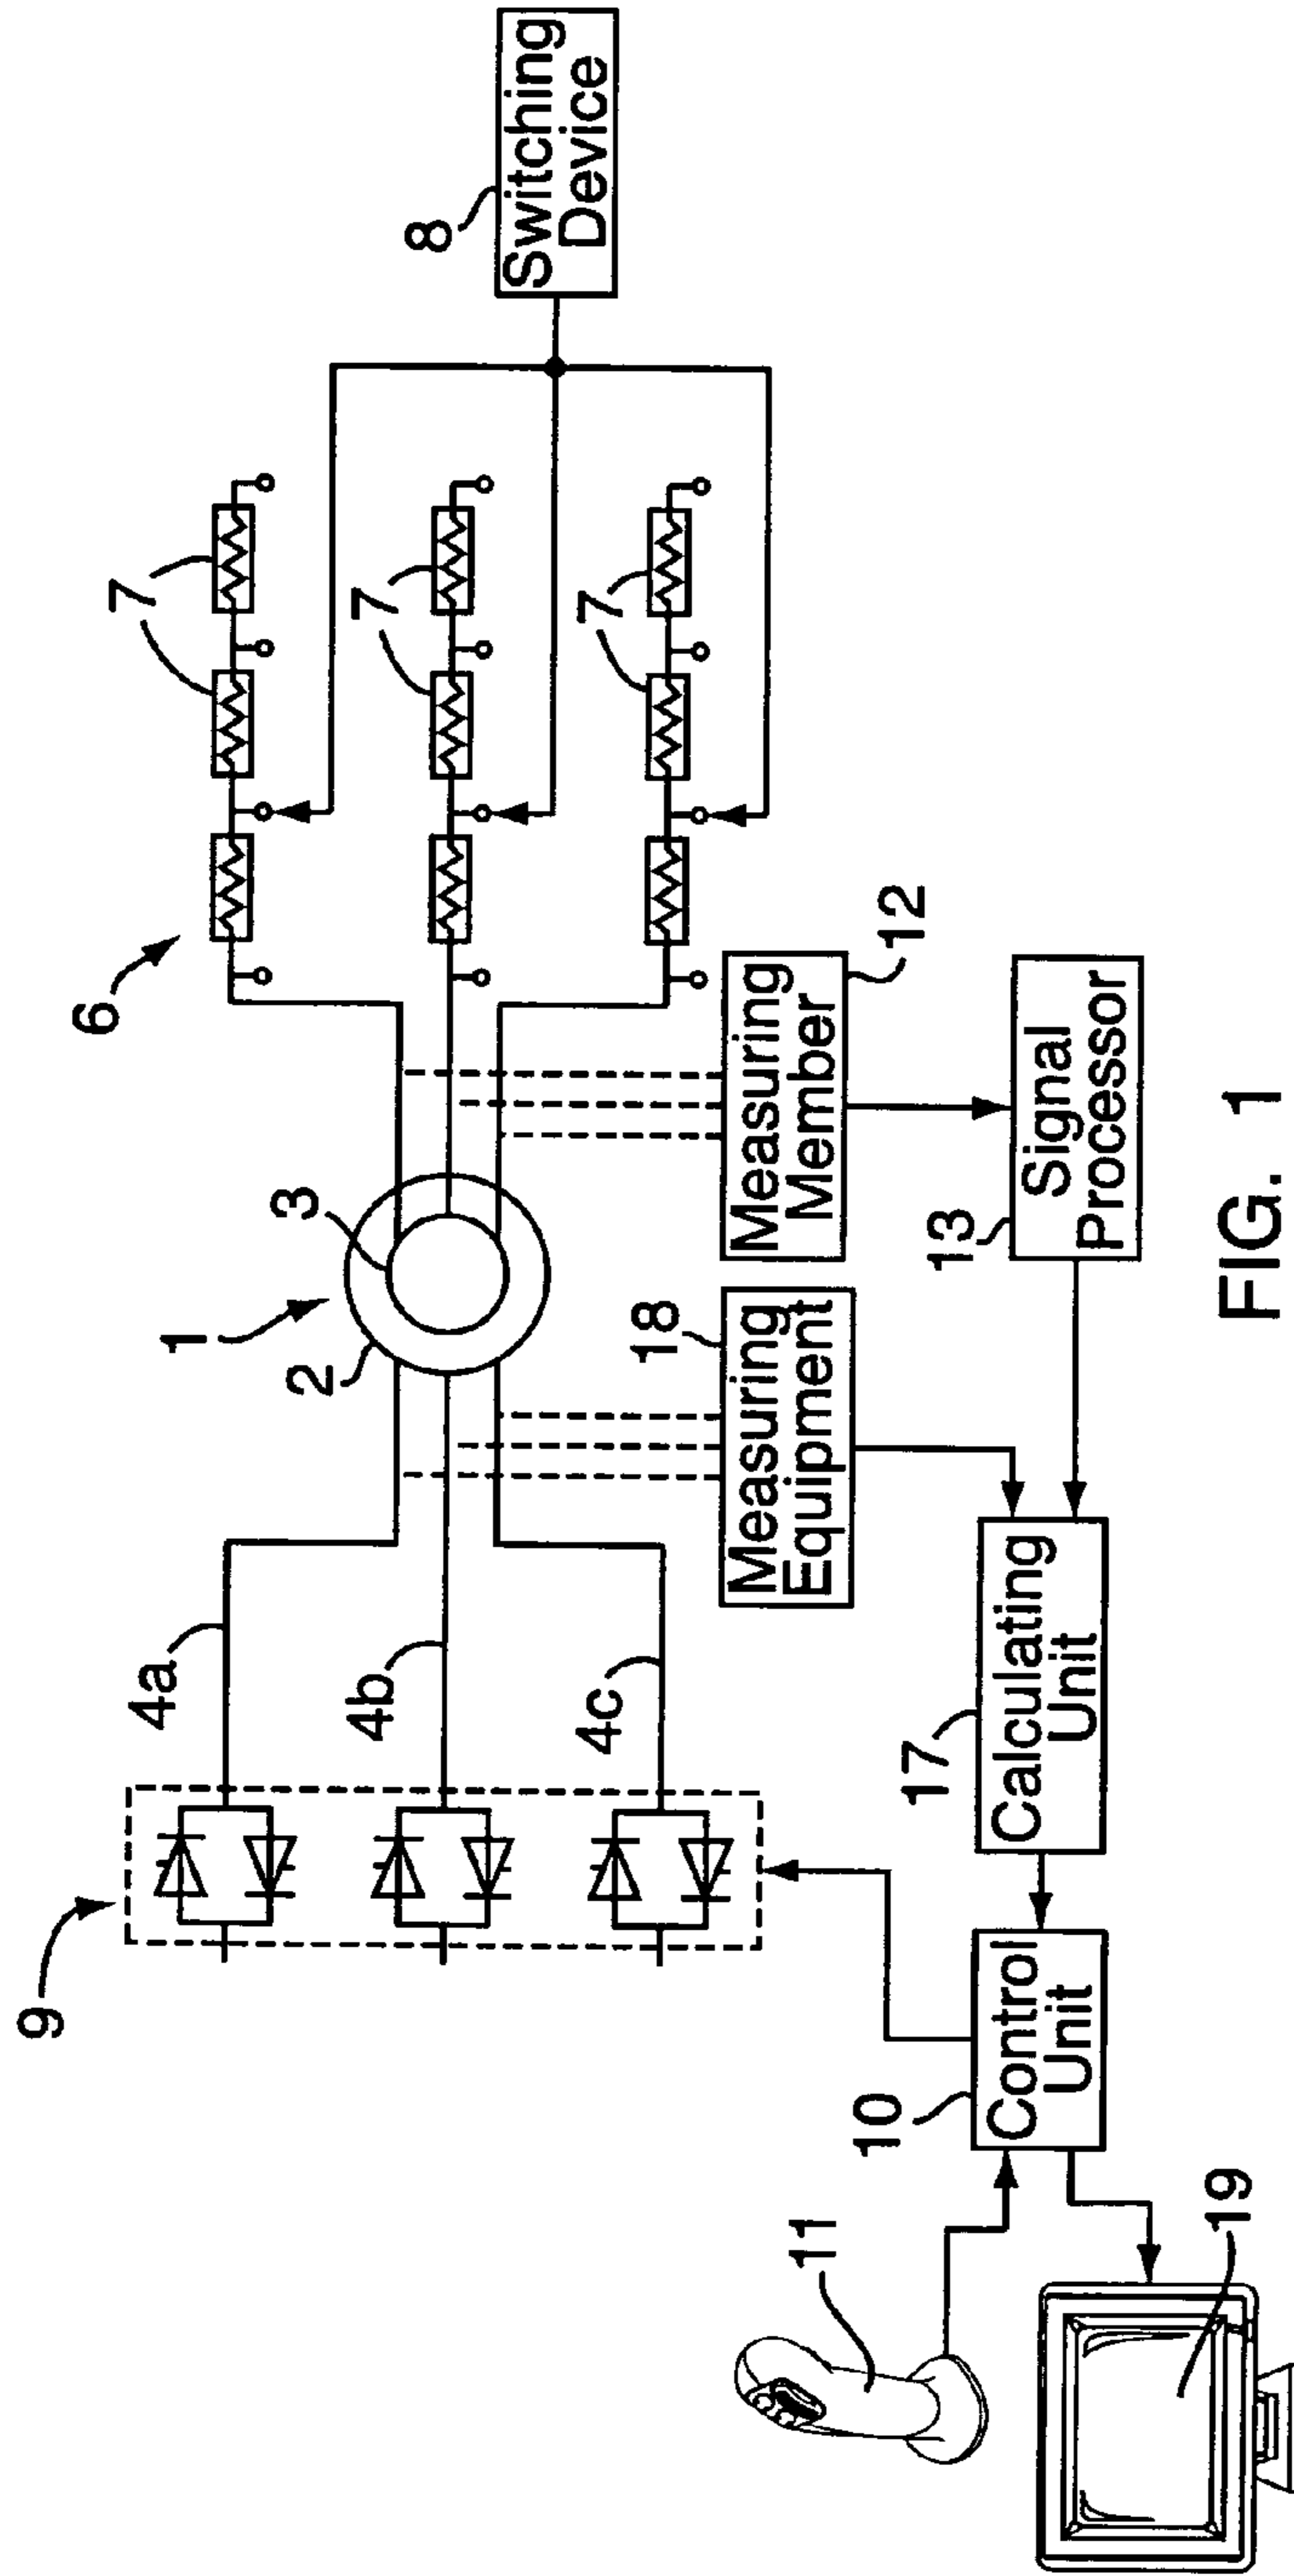 9
4a
4b
4c
1
2
3
6
7
7
7
8
Switching
Device
18
Measuring
Equipment
Measuring
Member
12
11
10
Control
Unit
17
Calculating
Unit
13
Signal
Processor
19
FIG. 1